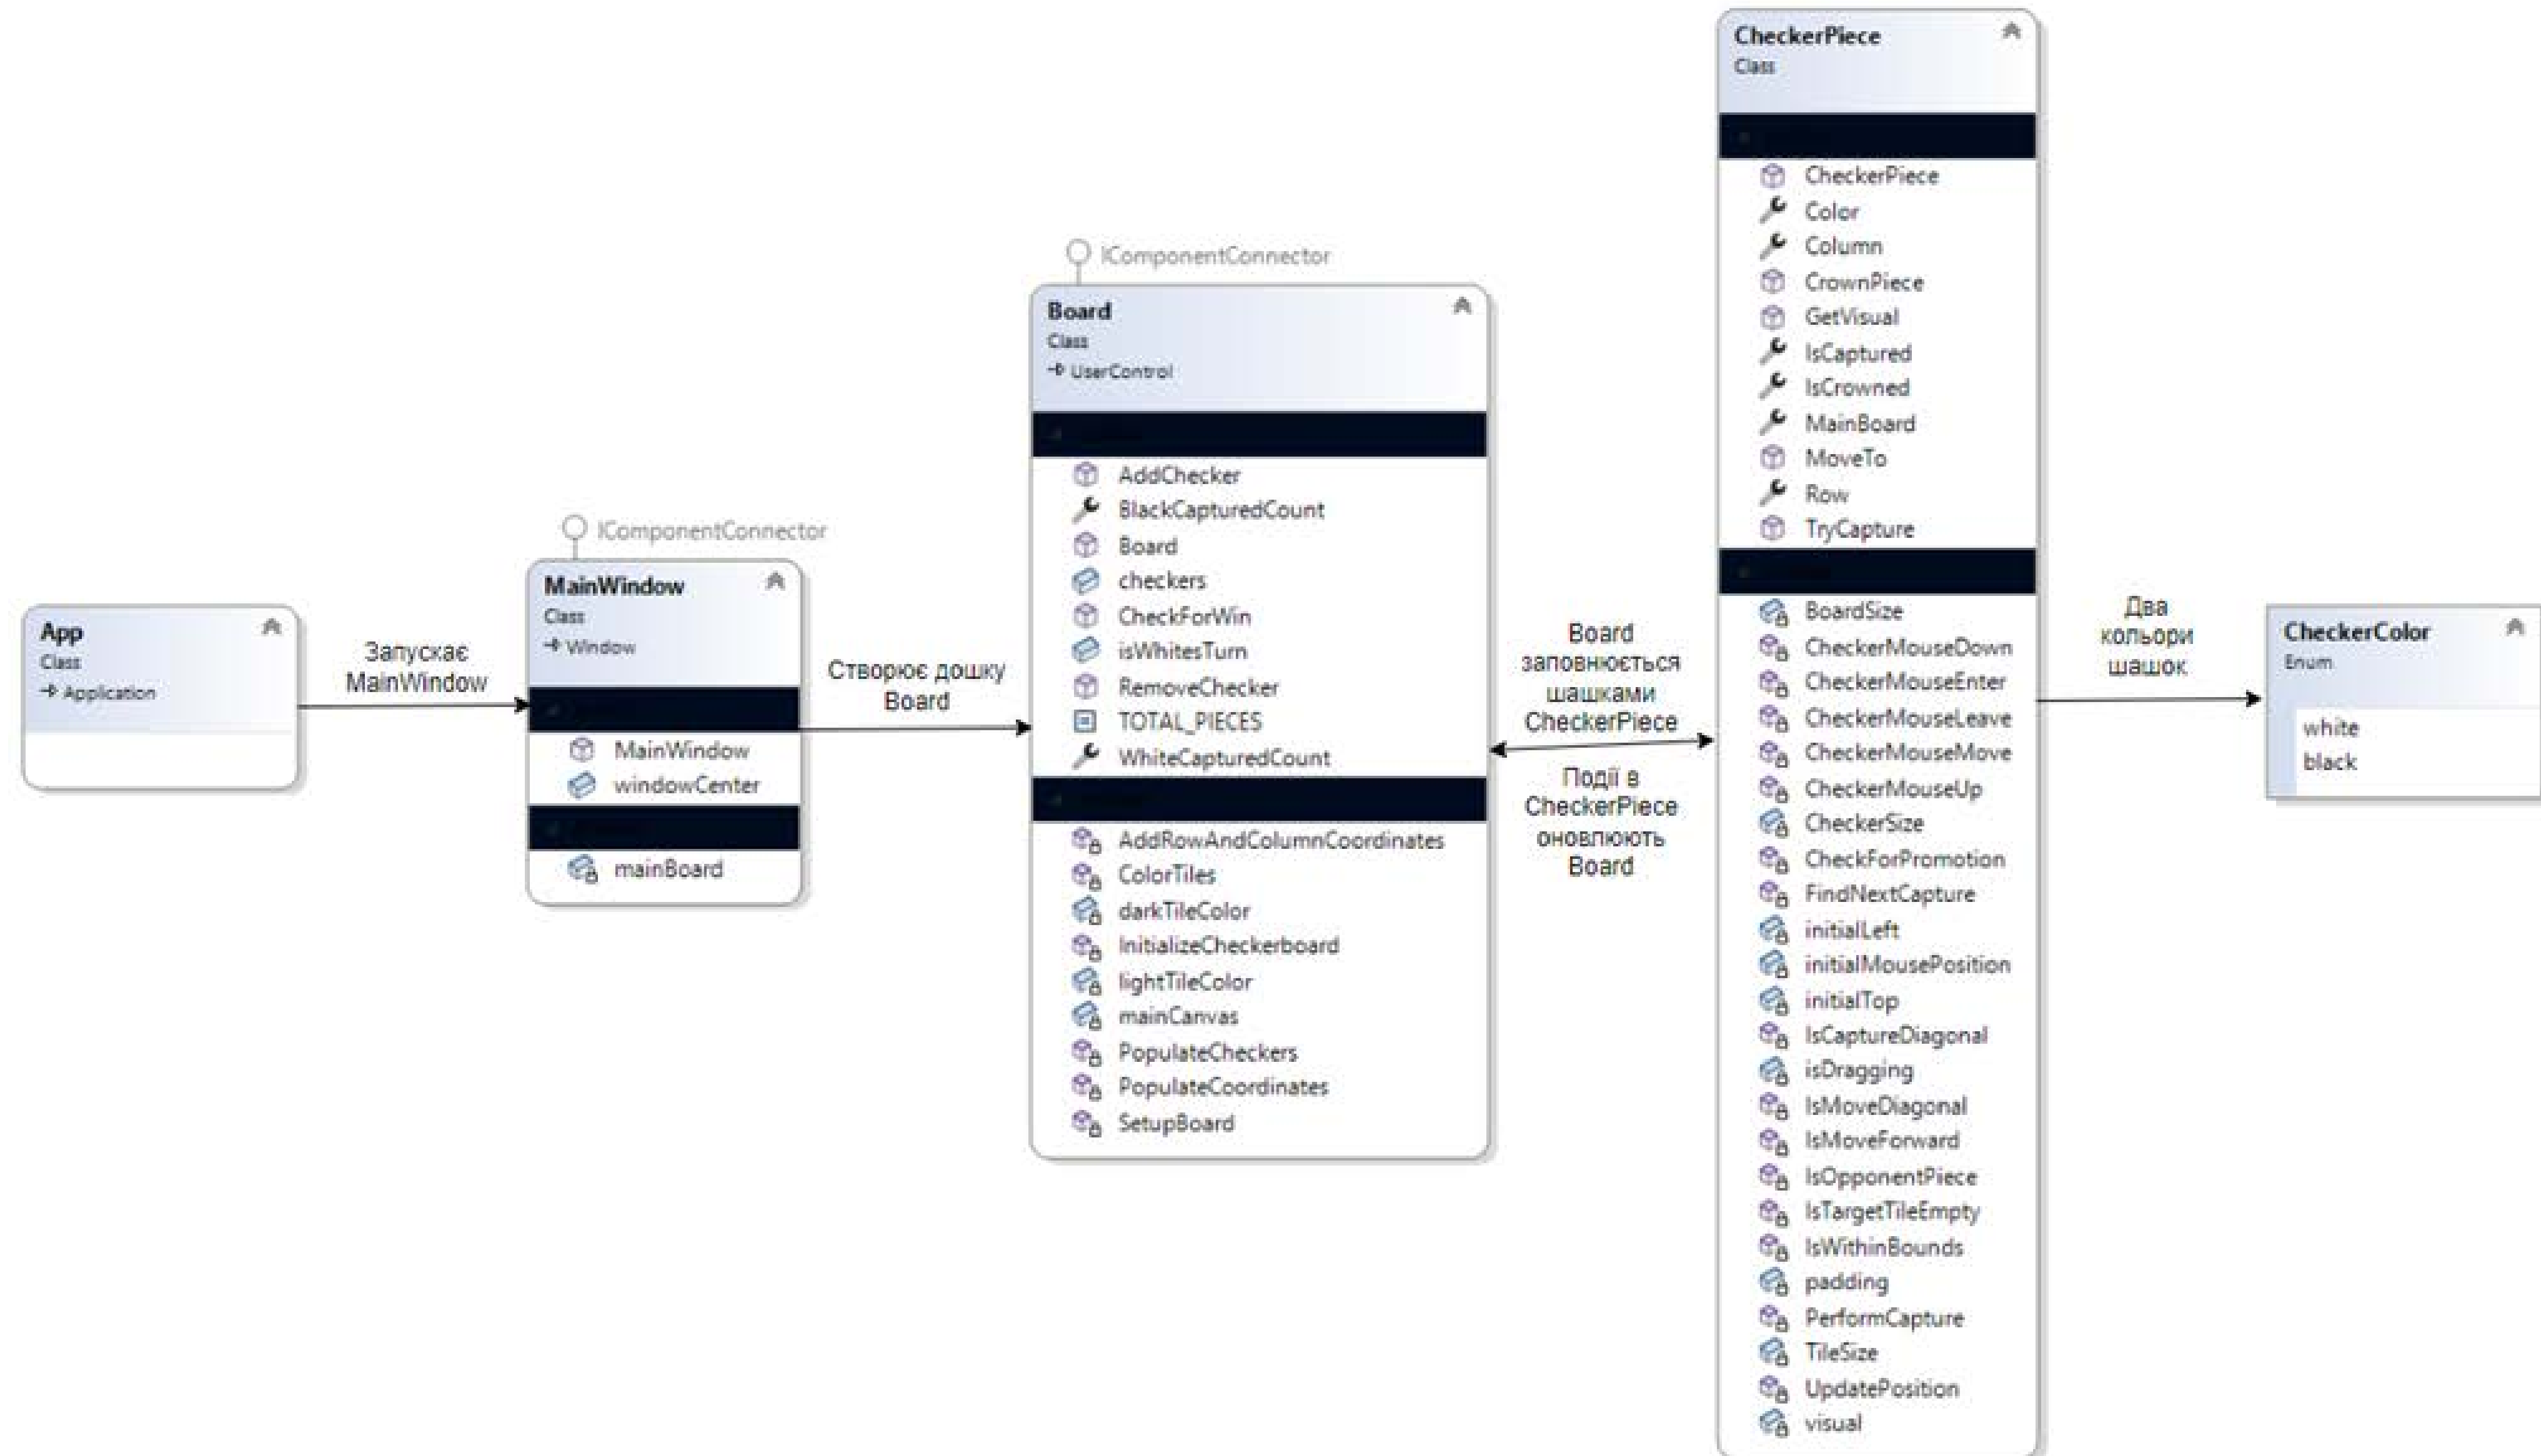 App
Class
Application
Запускає
MainWindow
IComponentConnector
MainWindow
Class
Window
MainWindow
windowCenter
mainBoard
Створює дошку
Board
IComponentConnector
Board
Class
UserControl
AddChecker
BlackCapturedCount
Board
checkers
CheckForWin
isWhitesTurn
RemoveChecker
TOTAL_PIECES
WhiteCapturedCount
AddRowAndColumnCoordinates
ColorTiles
darkTileColor
InitializeCheckerboard
lightTileColor
mainCanvas
PopulateCheckers
PopulateCoordinates
SetupBoard
Board
заповнюється
шашками
CheckerPiece
Події в
CheckerPiece
оновлюють
Board
CheckerPiece
Class
CheckerPiece
Color
Column
CrownPiece
GetVisual
IsCaptured
IsCrowned
MainBoard
MoveTo
Row
TryCapture
BoardSize
CheckerMouseDown
CheckerMouseEnter
CheckerMouseLeave
CheckerMouseMove
CheckerMouseUp
CheckerSize
CheckForPromotion
FindNextCapture
initialLeft
initialMousePosition
initialTop
IsCaptureDiagonal
isDragging
IsMoveDiagonal
IsMoveForward
IsOpponentPiece
IsTargetTileEmpty
IsWithinBounds
padding
PerformCapture
TileSize
UpdatePosition
visual
Два
кольори
шашок
CheckerColor
Enum
white
black